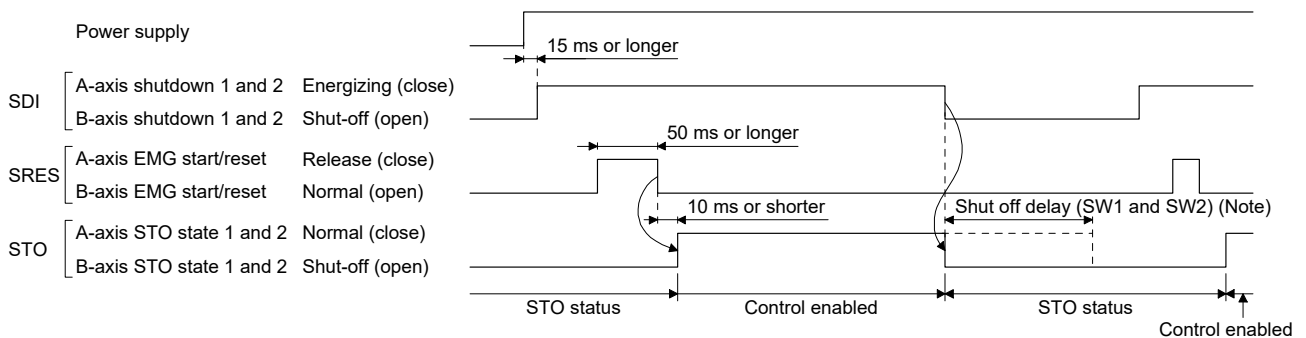 Power supply
15 ms or longer
SDI
A-axis shutdown 1 and 2 Energizing (close)
B-axis shutdown 1 and 2 Shut-off (open)
50 ms or longer
SRES
A-axis EMG start/reset Release (close)
B-axis EMG start/reset Normal (open)
10 ms or shorter
Shut off delay (SW1 and SW2) (Note)
STO
A-axis STO state 1 and 2 Normal (close)
B-axis STO state 1 and 2 Shut-off (open)
STO status
Control enabled
STO status
Control enabled